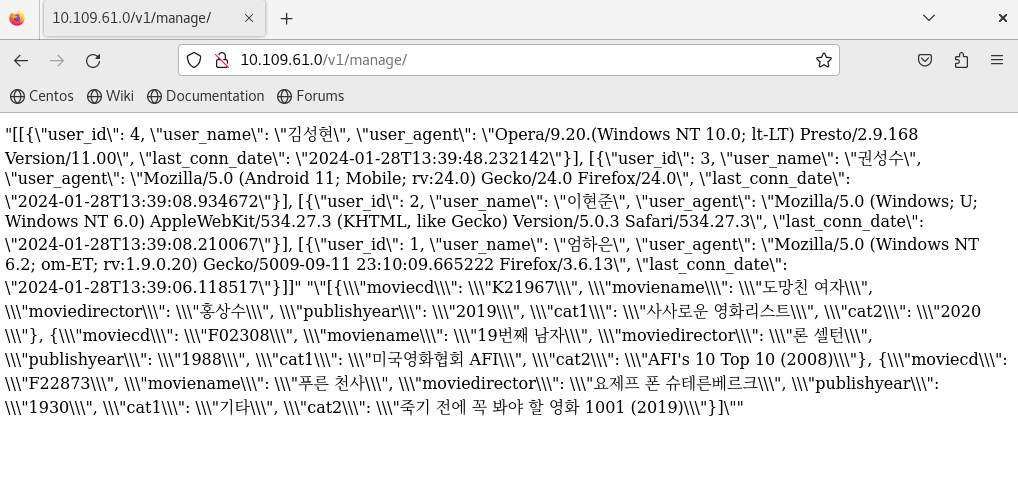 10.109.61.0/v1/manage/
10.109.61.0/v1/manage/
Centos Wiki Documentation Forums
"[[{\"user_id\": 4, \"user_name\": \"김성현\", \"user_agent\": \"Opera/9.20.(Windows NT 10.0; lt-LT) Presto/2.9.168
Version/11.00\", \"last_conn_date\": \"2024-01-28T13:39:48.232142\"}], [{\"user_id\": 3, \"user_name\": \"권성수\",
\"user_agent\": \"Mozilla/5.0 (Android 11; Mobile; rv:24.0) Gecko/24.0 Firefox/24.0\", \"last_conn_date\":
\"2024-01-28T13:39:08.934672\"}], [{\"user_id\": 2, \"user_name\": \"이현준\", \"user_agent\": \"Mozilla/5.0 (Windows; U;
Windows NT 6.0) AppleWebKit/534.27.3 (KHTML, like Gecko) Version/5.0.3 Safari/534.27.3\", \"last_conn_date\":
\"2024-01-28T13:39:08.210067\"}], [{\"user_id\": 1, \"user_name\": \"엄하은\", \"user_agent\": \"Mozilla/5.0 (Windows NT
6.2; om-ET; rv:1.9.0.20) Gecko/5009-09-11 23:10:09.665222 Firefox/3.6.13\", \"last_conn_date\":
\"2024-01-28T13:39:06.118517\"}]]" "\"[{\\\"moviecd\\\": \\\"K21967\\\", \\\"moviename\\\": \\\"도망친 여자\\\",
\\\"moviedirector\\\": \\\"홍상수\\\", \\\"publishyear\\\": \\\"2019\\\", \\\"cat1\\\": \\\"사사로운 영화리스트\\\", \\\"cat2\\\": \\\"2020
\\\"}, {\\\"moviecd\\\": \\\"F02308\\\", \\\"moviename\\\": \\\"19번째 남자\\\", \\\"moviedirector\\\": \\\"론 셸턴\\\",
\\\"publishyear\\\": \\\"1988\\\", \\\"cat1\\\": \\\"미국영화협회 AFI\\\", \\\"cat2\\\": \\\"AFI's 10 Top 10 (2008)\\\"}, {\\\"moviecd\\\":
\\\"F22873\\\", \\\"moviename\\\": \\\"푸른 천사\\\", \\\"moviedirector\\\": \\\"요제프 폰 슈테른베르크\\\", \\\"publishyear\\\":
\\\"1930\\\", \\\"cat1\\\": \\\"기타\\\", \\\"cat2\\\": \\\"죽기 전에 꼭 봐야 할 영화 1001 (2019)\\\"}]\""